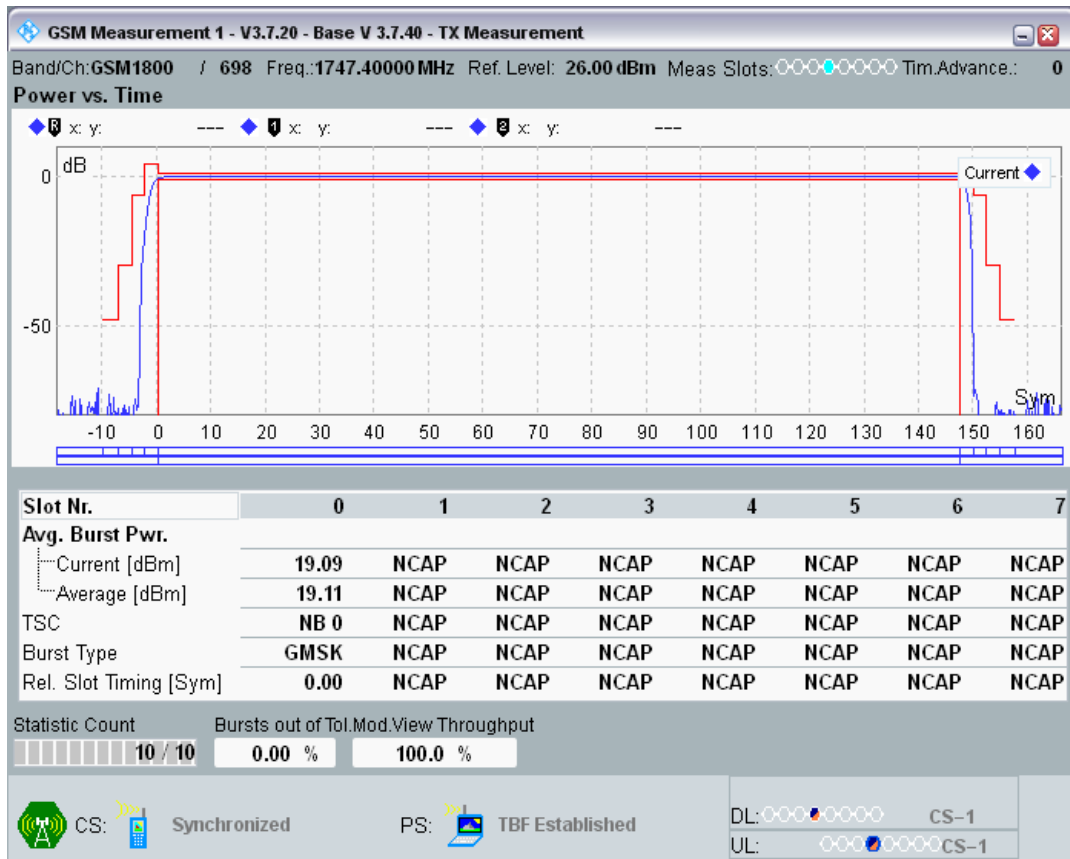 GSM Measurement 1 - V3.7.20 - Base V 3.7.40 - TX Measurement
Band/Ch:GSM1800 / 698 Freq.:1747.40000 MHz Ref. Level: 26.00 dBm Meas Slots: Tim.Advance.: 0
Power vs. Time
R x: y: --- 1 x: y: --- 2 x: y: ---
dB
Current
0
-50
Sym
-10 0 10 20 30 40 50 60 70 80 90 100 110 120 130 140 150 160
Slot Nr. 0 1 2 3 4 5 6 7
Avg. Burst Pwr.
Current [dBm] 19.09 NCAP NCAP NCAP NCAP NCAP NCAP NCAP
Average [dBm] 19.11 NCAP NCAP NCAP NCAP NCAP NCAP NCAP
TSC NB 0 NCAP NCAP NCAP NCAP NCAP NCAP NCAP
Burst Type GMSK NCAP NCAP NCAP NCAP NCAP NCAP NCAP
Rel. Slot Timing [Sym] 0.00 NCAP NCAP NCAP NCAP NCAP NCAP NCAP
Statistic Count Bursts out of Tol.Mod.View Throughput
10 / 10 0.00 % 100.0 %
CS: Synchronized PS: TBF Established
DL: CS-1
UL: CS-1